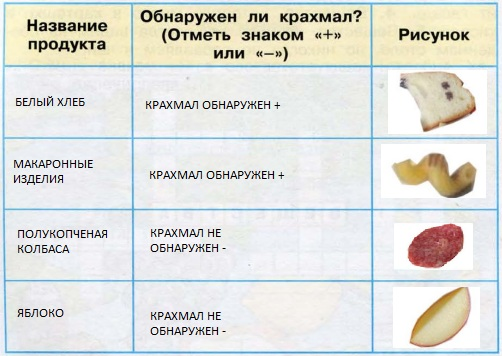 Название
продукта
Обнаружен ли крахмал?
(Отметь знаком «+»
или «–»)
Рисунок
БЕЛЫЙ ХЛЕБ
КРАХМАЛ ОБНАРУЖЕН +
МАКАРОННЫЕ
ИЗДЕЛИЯ
КРАХМАЛ ОБНАРУЖЕН +
ПОЛУКОПЧЕНАЯ
КОЛБАСА
КРАХМАЛ НЕ
ОБНАРУЖЕН -
ЯБЛОКО
КРАХМАЛ НЕ
ОБНАРУЖЕН -